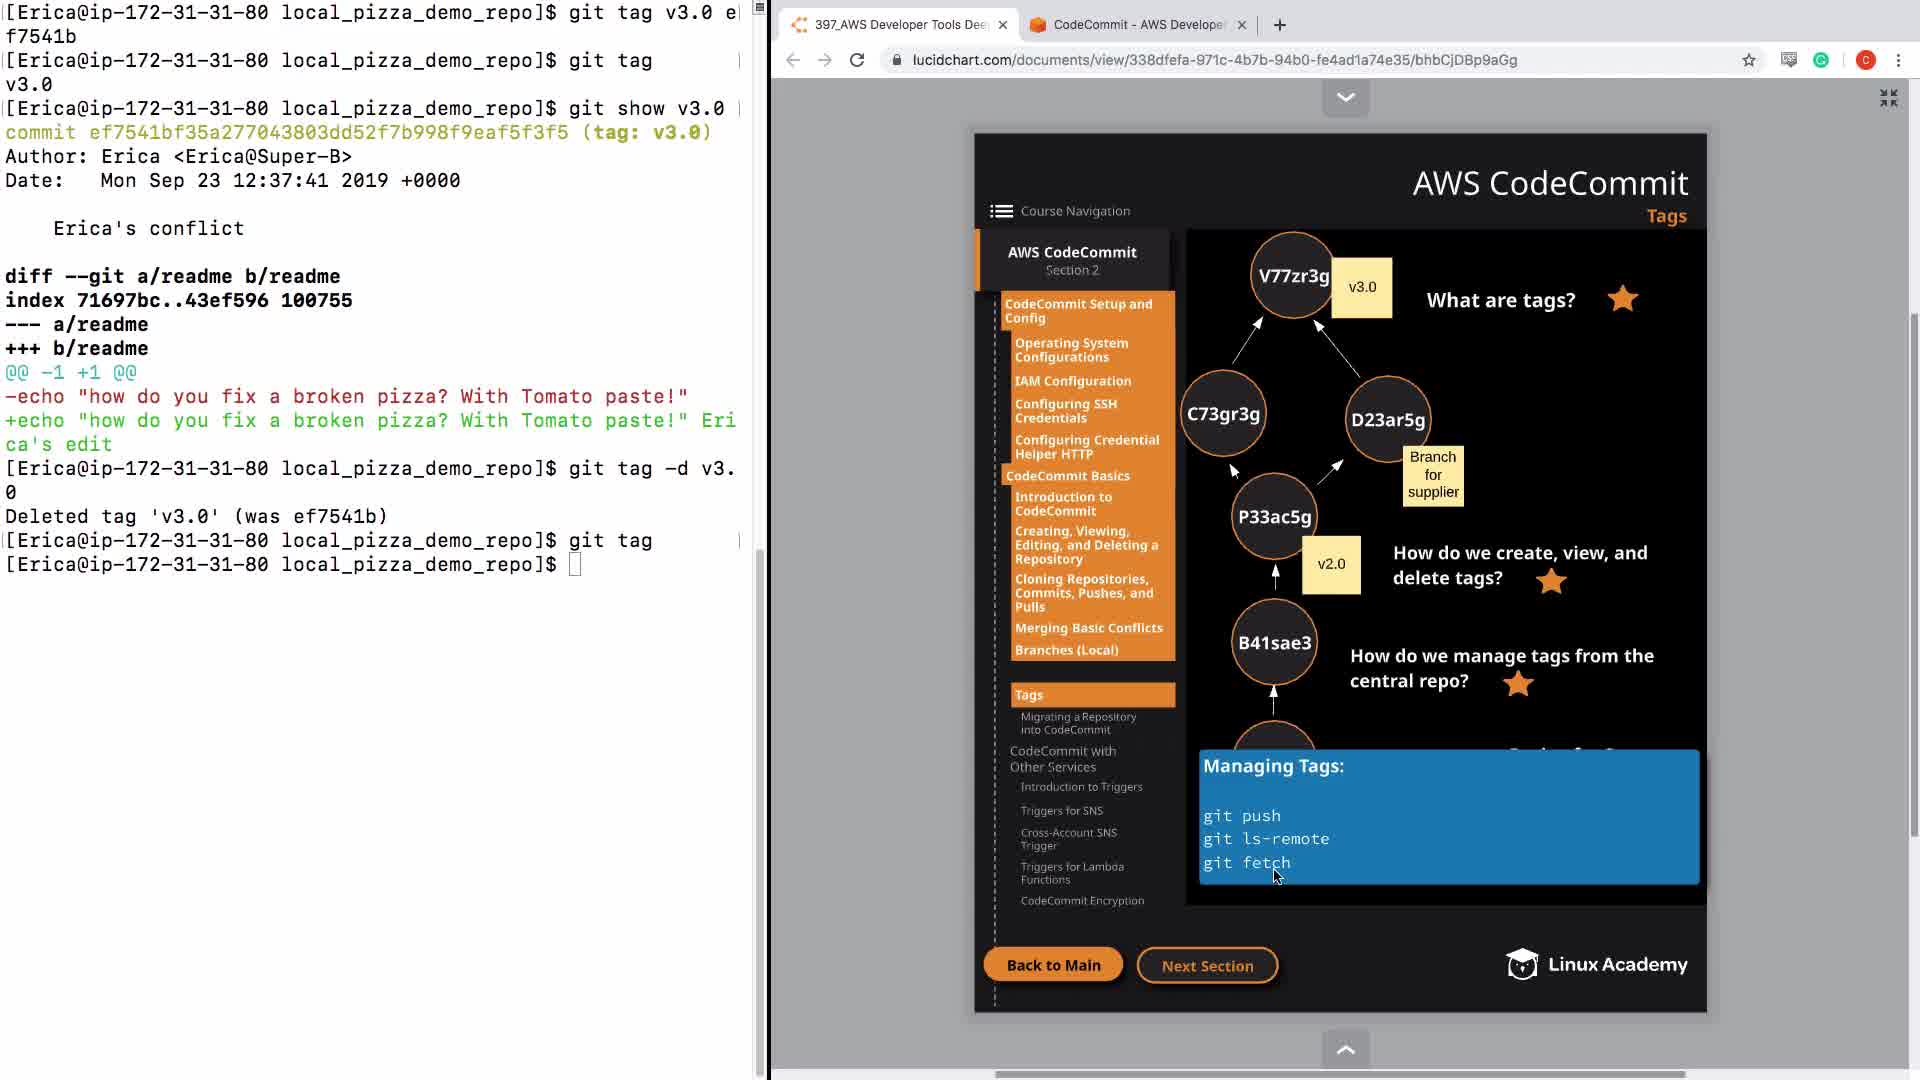 [Erica@ip-172-31-31-80 local_pizza_demo_repo]$ git tag v3.0 e
f7541b
[Erica@ip-172-31-31-80 local_pizza_demo_repo]$ git tag
v3.0
[Erica@ip-172-31-31-80 local_pizza_demo_repo]$ git show v3.0
commit ef7541bf35a277043803dd52f7b998f9eaf5f3f5 (tag: v3.0)
Author: Erica <Erica@Super-B>
Date:   Mon Sep 23 12:37:41 2019 +0000
Erica's conflict
diff --git a/readme b/readme
index 71697bc..43ef596 100755
--- a/readme
+++ b/readme
@@ -1 +1 @@
-echo "how do you fix a broken pizza? With Tomato paste!"
+echo "how do you fix a broken pizza? With Tomato paste!" Eri
ca's edit
[Erica@ip-172-31-31-80 local_pizza_demo_repo]$ git tag -d v3.
0
Deleted tag 'v3.0' (was ef7541b)
[Erica@ip-172-31-31-80 local_pizza_demo_repo]$ git tag
[Erica@ip-172-31-31-80 local_pizza_demo_repo]$
397_AWS Developer Tools Dee
CodeCommit - AWS Developer
lucidchart.com/documents/view/338dfefa-971c-4b7b-94b0-fe4ad1a74e35/bhbCjDBp9aGg
C
AWS CodeCommit
Tags
Course Navigation
AWS CodeCommit
Section 2
CodeCommit Setup and
Config
Operating System
Configurations
IAM Configuration
Configuring SSH
Credentials
Configuring Credential
Helper HTTP
CodeCommit Basics
Introduction to
CodeCommit
Creating, Viewing,
Editing, and Deleting a
Repository
Cloning Repositories,
Commits, Pushes, and
Pulls
Merging Basic Conflicts
Branches (Local)
Tags
Migrating a Repository
into CodeCommit
CodeCommit with
Other Services
Introduction to Triggers
Triggers for SNS
Cross-Account SNS
Trigger
Triggers for Lambda
Functions
CodeCommit Encryption
V77zr3g
v3.0
What are tags?
C73gr3g
D23ar5g
Branch
for
supplier
P33ac5g
v2.0
How do we create, view, and
delete tags?
B41sae3
How do we manage tags from the
central repo?
Managing Tags:
git push
git ls-remote
git fetch
Back to Main
Next Section
Linux Academy